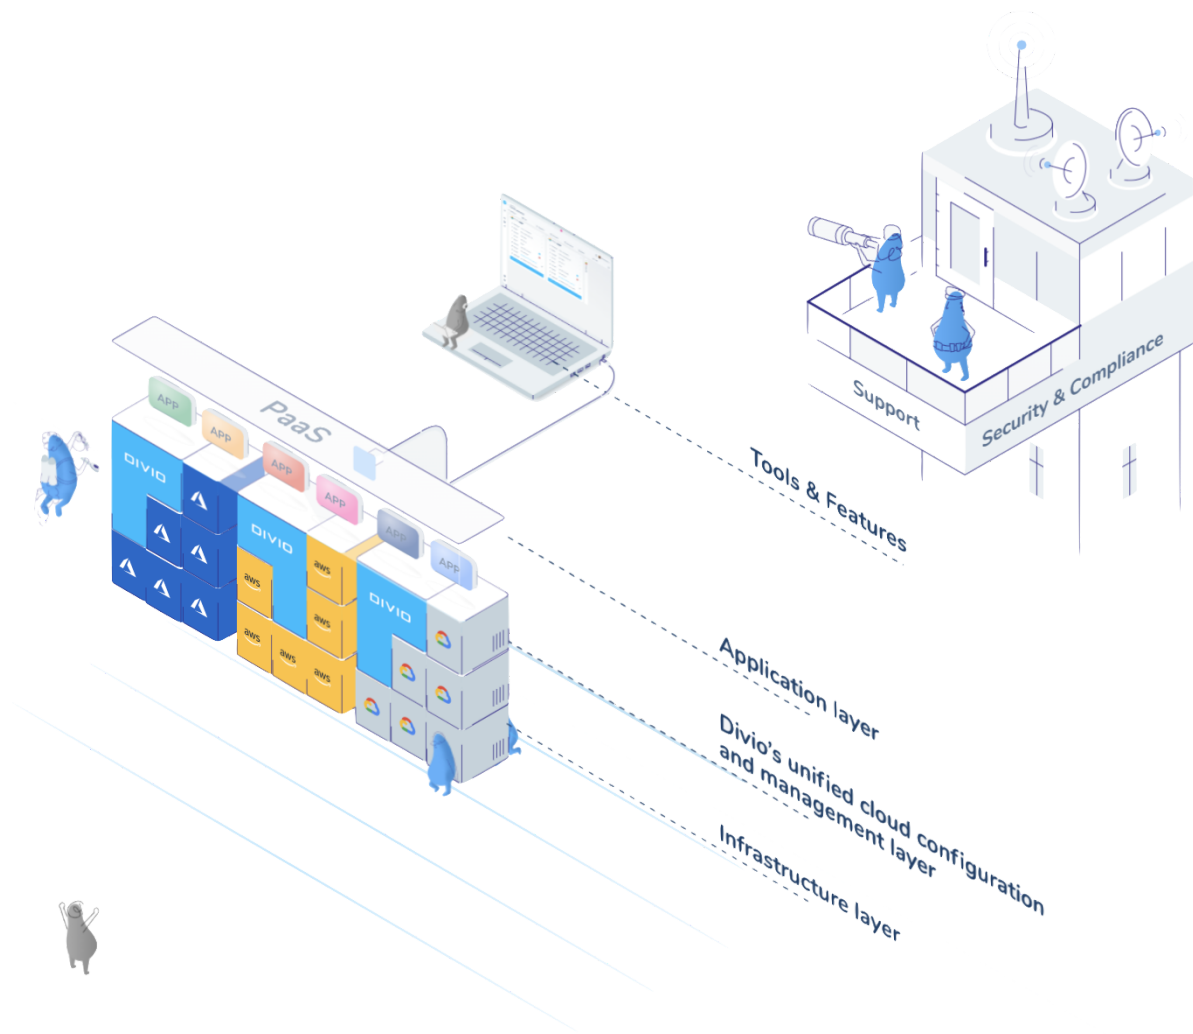 Support
Security & Compliance
PaaS
Tools & Features
APP
APP
APP
APP
APP
APP
DIVIO
DIVIO
DIVIO
aws
aws
aws
aws
aws
aws
Application layer
Divio's unified cloud configuration
and management layer
Infrastructure layer